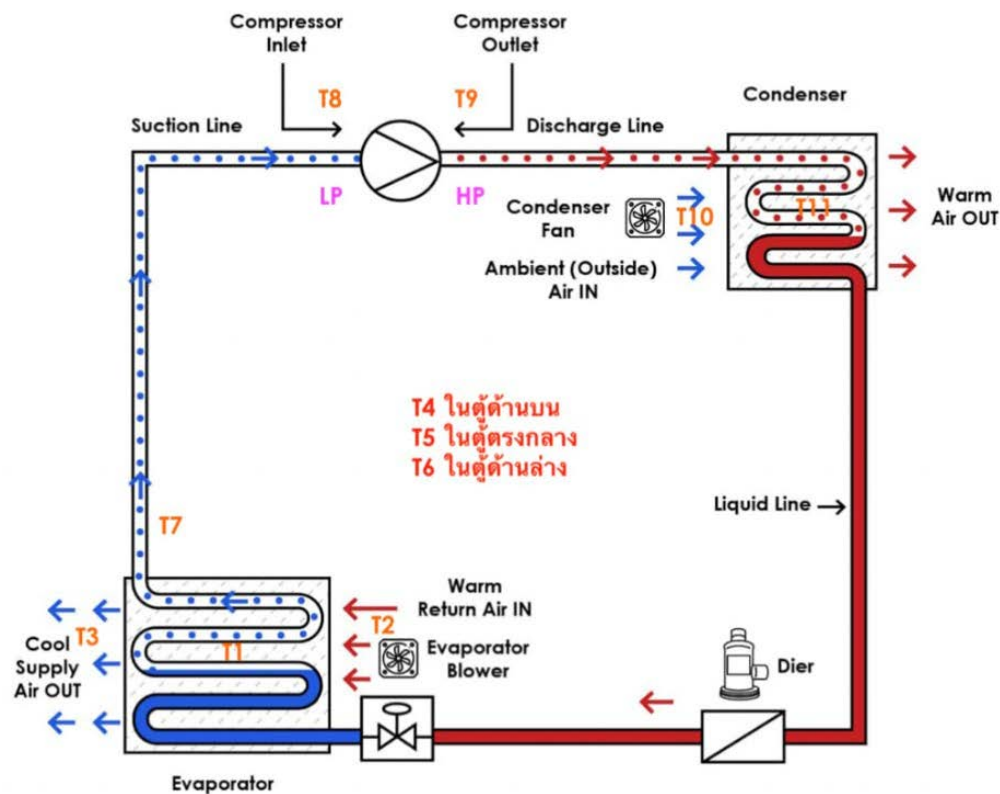 Compressor
Inlet
Compressor
Outlet
T8
T9
Condenser
Suction Line
Discharge Line
LP
HP
Condenser
Fan
T10
T11
Warm
Air OUT
Ambient (Outside)
Air IN
T4 ในตู้ด้านบน
T5 ในตู้ตรงกลาง
T6 ในตู้ด้านล่าง
Liquid Line
T7
Warm
Return Air IN
T2
T3
Cool
Supply
Air OUT
T1
Evaporator
Blower
Dier
Evaporator